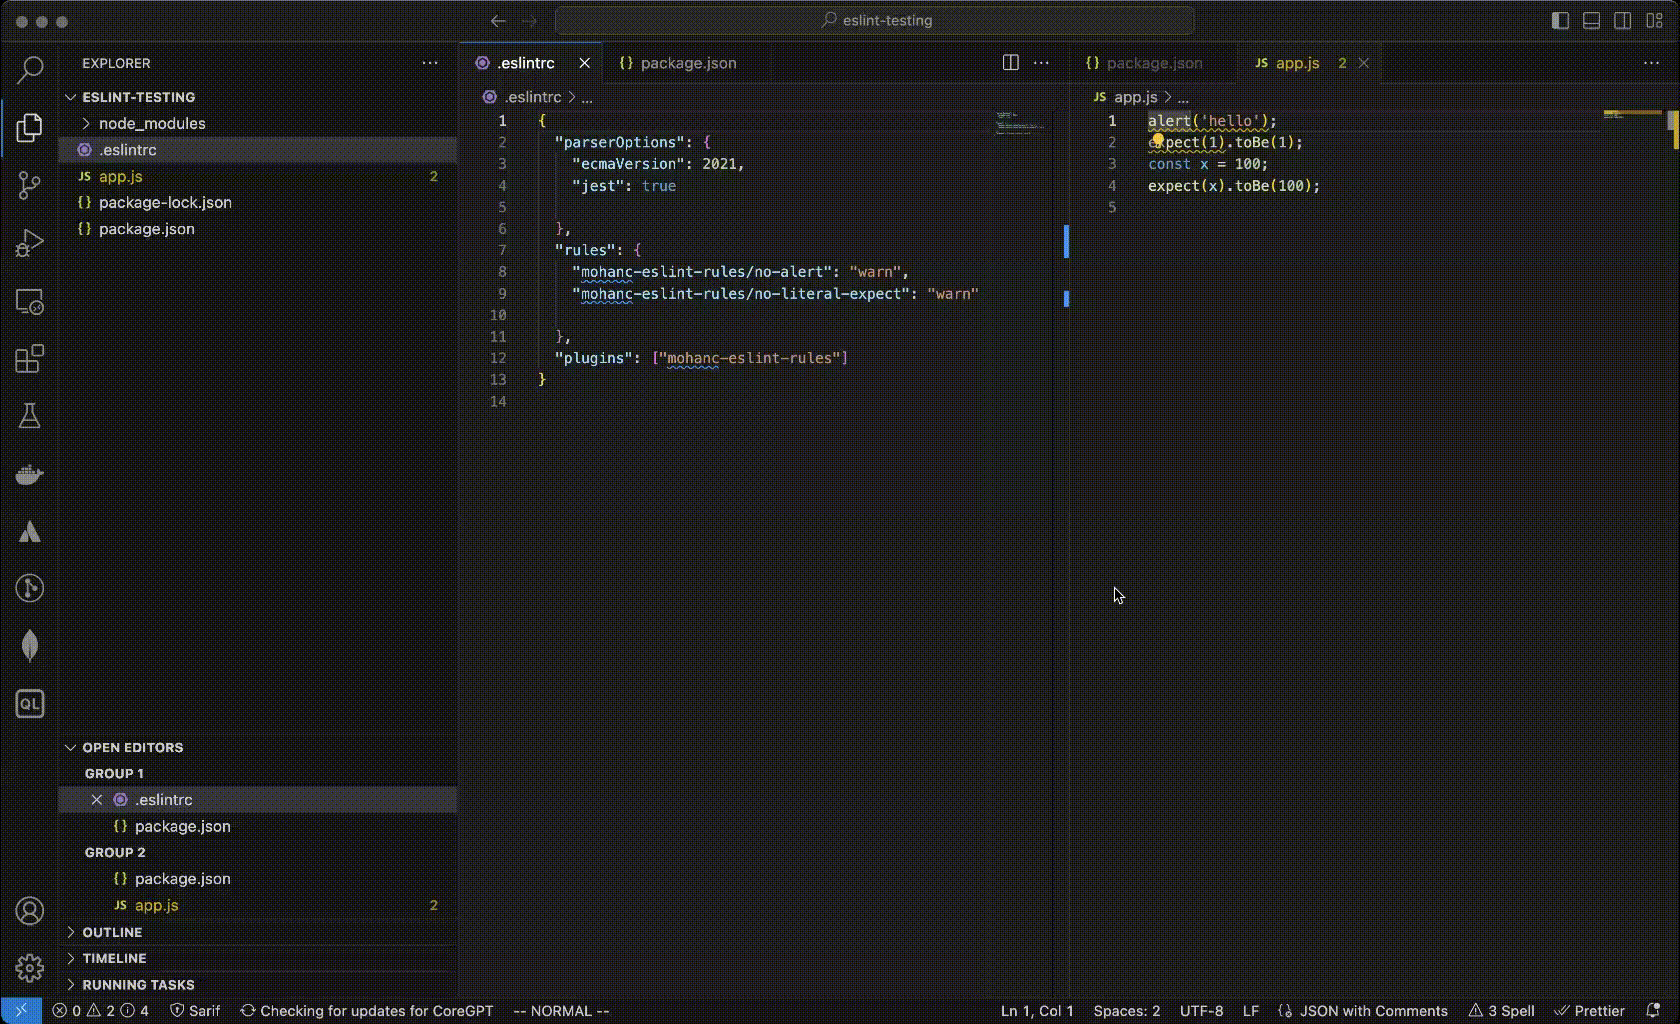 eslint-testing
EXPLORER
ESLINT-TESTING
node_modules
.eslintrc
JS app.js 2
{} package-lock.json
{} package.json
QL
OPEN EDITORS
GROUP 1
.eslintrc
{} package.json
GROUP 2
{} package.json
JS app.js 2
OUTLINE
TIMELINE
RUNNING TASKS
.eslintrc {} package.json
.eslintrc > ...
1 {
2 "parserOptions": {
3 "ecmaVersion": 2021,
4 "jest": true
5
6 },
7 "rules": {
8 "mohanc-eslint-rules/no-alert": "warn",
9 "mohanc-eslint-rules/no-literal-expect": "warn"
10
11 },
12 "plugins": ["mohanc-eslint-rules"]
13 }
14
{} package.json JS app.js 2
JS app.js > ...
1 alert('hello');
2 expect(1).toBe(1);
3 const x = 100;
4 expect(x).toBe(100);
5
0 2 4 Sarif Checking for updates for CoreGPT -- NORMAL -- Ln 1, Col 1 Spaces: 2 UTF-8 LF {} JSON with Comments 3 Spell Prettier